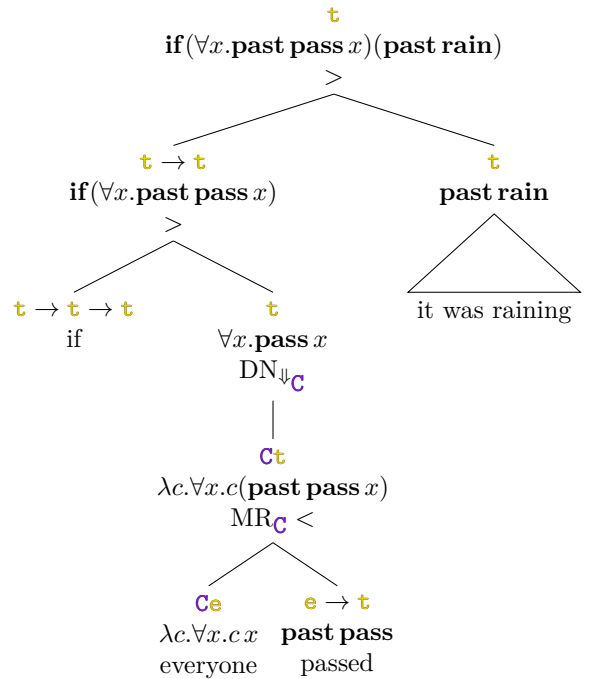 t
if(∀x.past pass x)(past rain)
>
t → t
t
if(∀x.past pass x)
past rain
>
t → t → t
t
it was raining
if
∀x.pass x
DN⇓C
Ct
λc.∀x.c(past pass x)
MRC <
Ce
e → t
λc.∀x.c x
past pass
everyone
passed